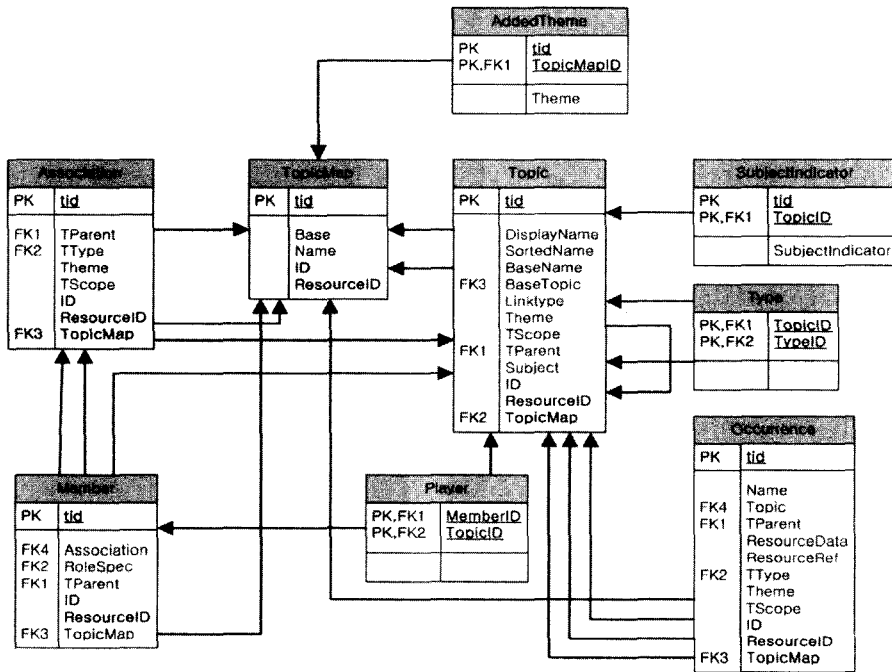 AddedTheme
PK tid
PK,FK1 TopicMapID
Theme
Association
PK tid
FK1 TParent
FK2 TType
Theme
TScope
ID
ResourceID
FK3 TopicMap
TopicMap
PK tid
Base
Name
ID
ResourceID
Topic
PK tid
DisplayName
SortedName
BaseName
FK3 BaseTopic
Linktype
Theme
TScope
FK1 TParent
Subject
ID
ResourceID
FK2 TopicMap
SubjectIndicator
PK tid
PK,FK1 TopicID
SubjectIndicator
Type
PK,FK1 TopicID
PK,FK2 TypeID
Member
PK tid
FK4 Association
FK2 RoleSpec
FK1 TParent
ID
ResourceID
FK3 TopicMap
Player
PK,FK1 MemberID
PK,FK2 TopicID
Occurrence
PK tid
Name
FK4 Topic
FK1 TParent
ResourceData
ResourceRef
FK2 TType
Theme
TScope
ID
ResourceID
FK3 TopicMap